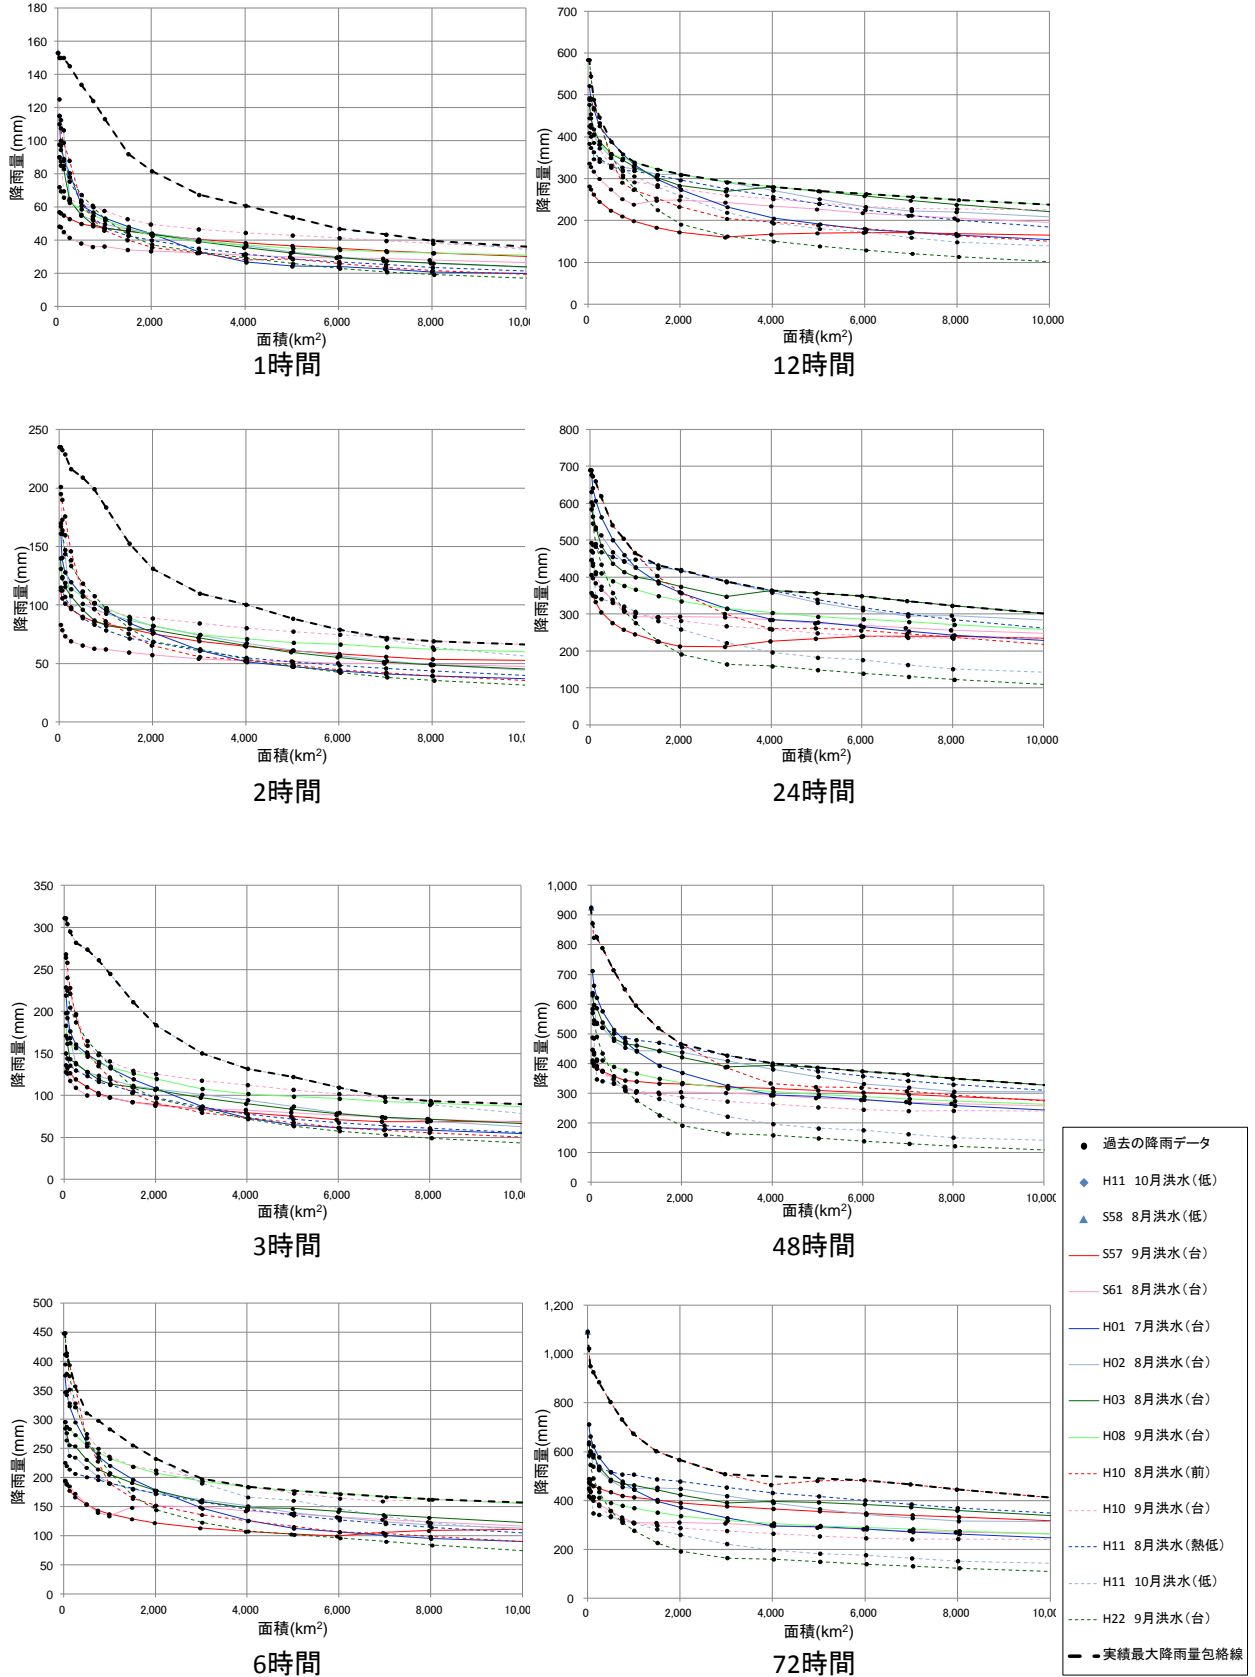 180
160
140
120
100
80
60
40
20
0
降雨量(mm)
0 2,000 4,000 6,000 8,000 10,00
面積(km²)
1時間
700
600
500
400
300
200
100
0
降雨量(mm)
0 2,000 4,000 6,000 8,000 10,000
面積(km²)
12時間
250
200
150
100
50
0
降雨量(mm)
0 2,000 4,000 6,000 8,000 10,0
面積(km²)
2時間
800
700
600
500
400
300
200
100
0
降雨量(mm)
0 2,000 4,000 6,000 8,000 10,000
面積(km²)
24時間
350
300
250
200
150
100
50
0
降雨量(mm)
0 2,000 4,000 6,000 8,000 10,00
面積(km²)
3時間
1,000
900
800
700
600
500
400
300
200
100
0
降雨量(mm)
0 2,000 4,000 6,000 8,000 10,000
面積(km²)
48時間
500
450
400
350
300
250
200
150
100
50
0
降雨量(mm)
0 2,000 4,000 6,000 8,000 10,00
面積(km²)
6時間
1,200
1,000
800
600
400
200
0
降雨量(mm)
0 2,000 4,000 6,000 8,000 10,00
面積(km²)
72時間
過去の降雨データ
H11 10月洪水(低)
S58 8月洪水(低)
S57 9月洪水(台)
S61 8月洪水(台)
H01 7月洪水(台)
H02 8月洪水(台)
H03 8月洪水(台)
H08 9月洪水(台)
H10 8月洪水(前)
H10 9月洪水(台)
H11 8月洪水(熱低)
H11 10月洪水(低)
H22 9月洪水(台)
実績最大降雨量包絡線